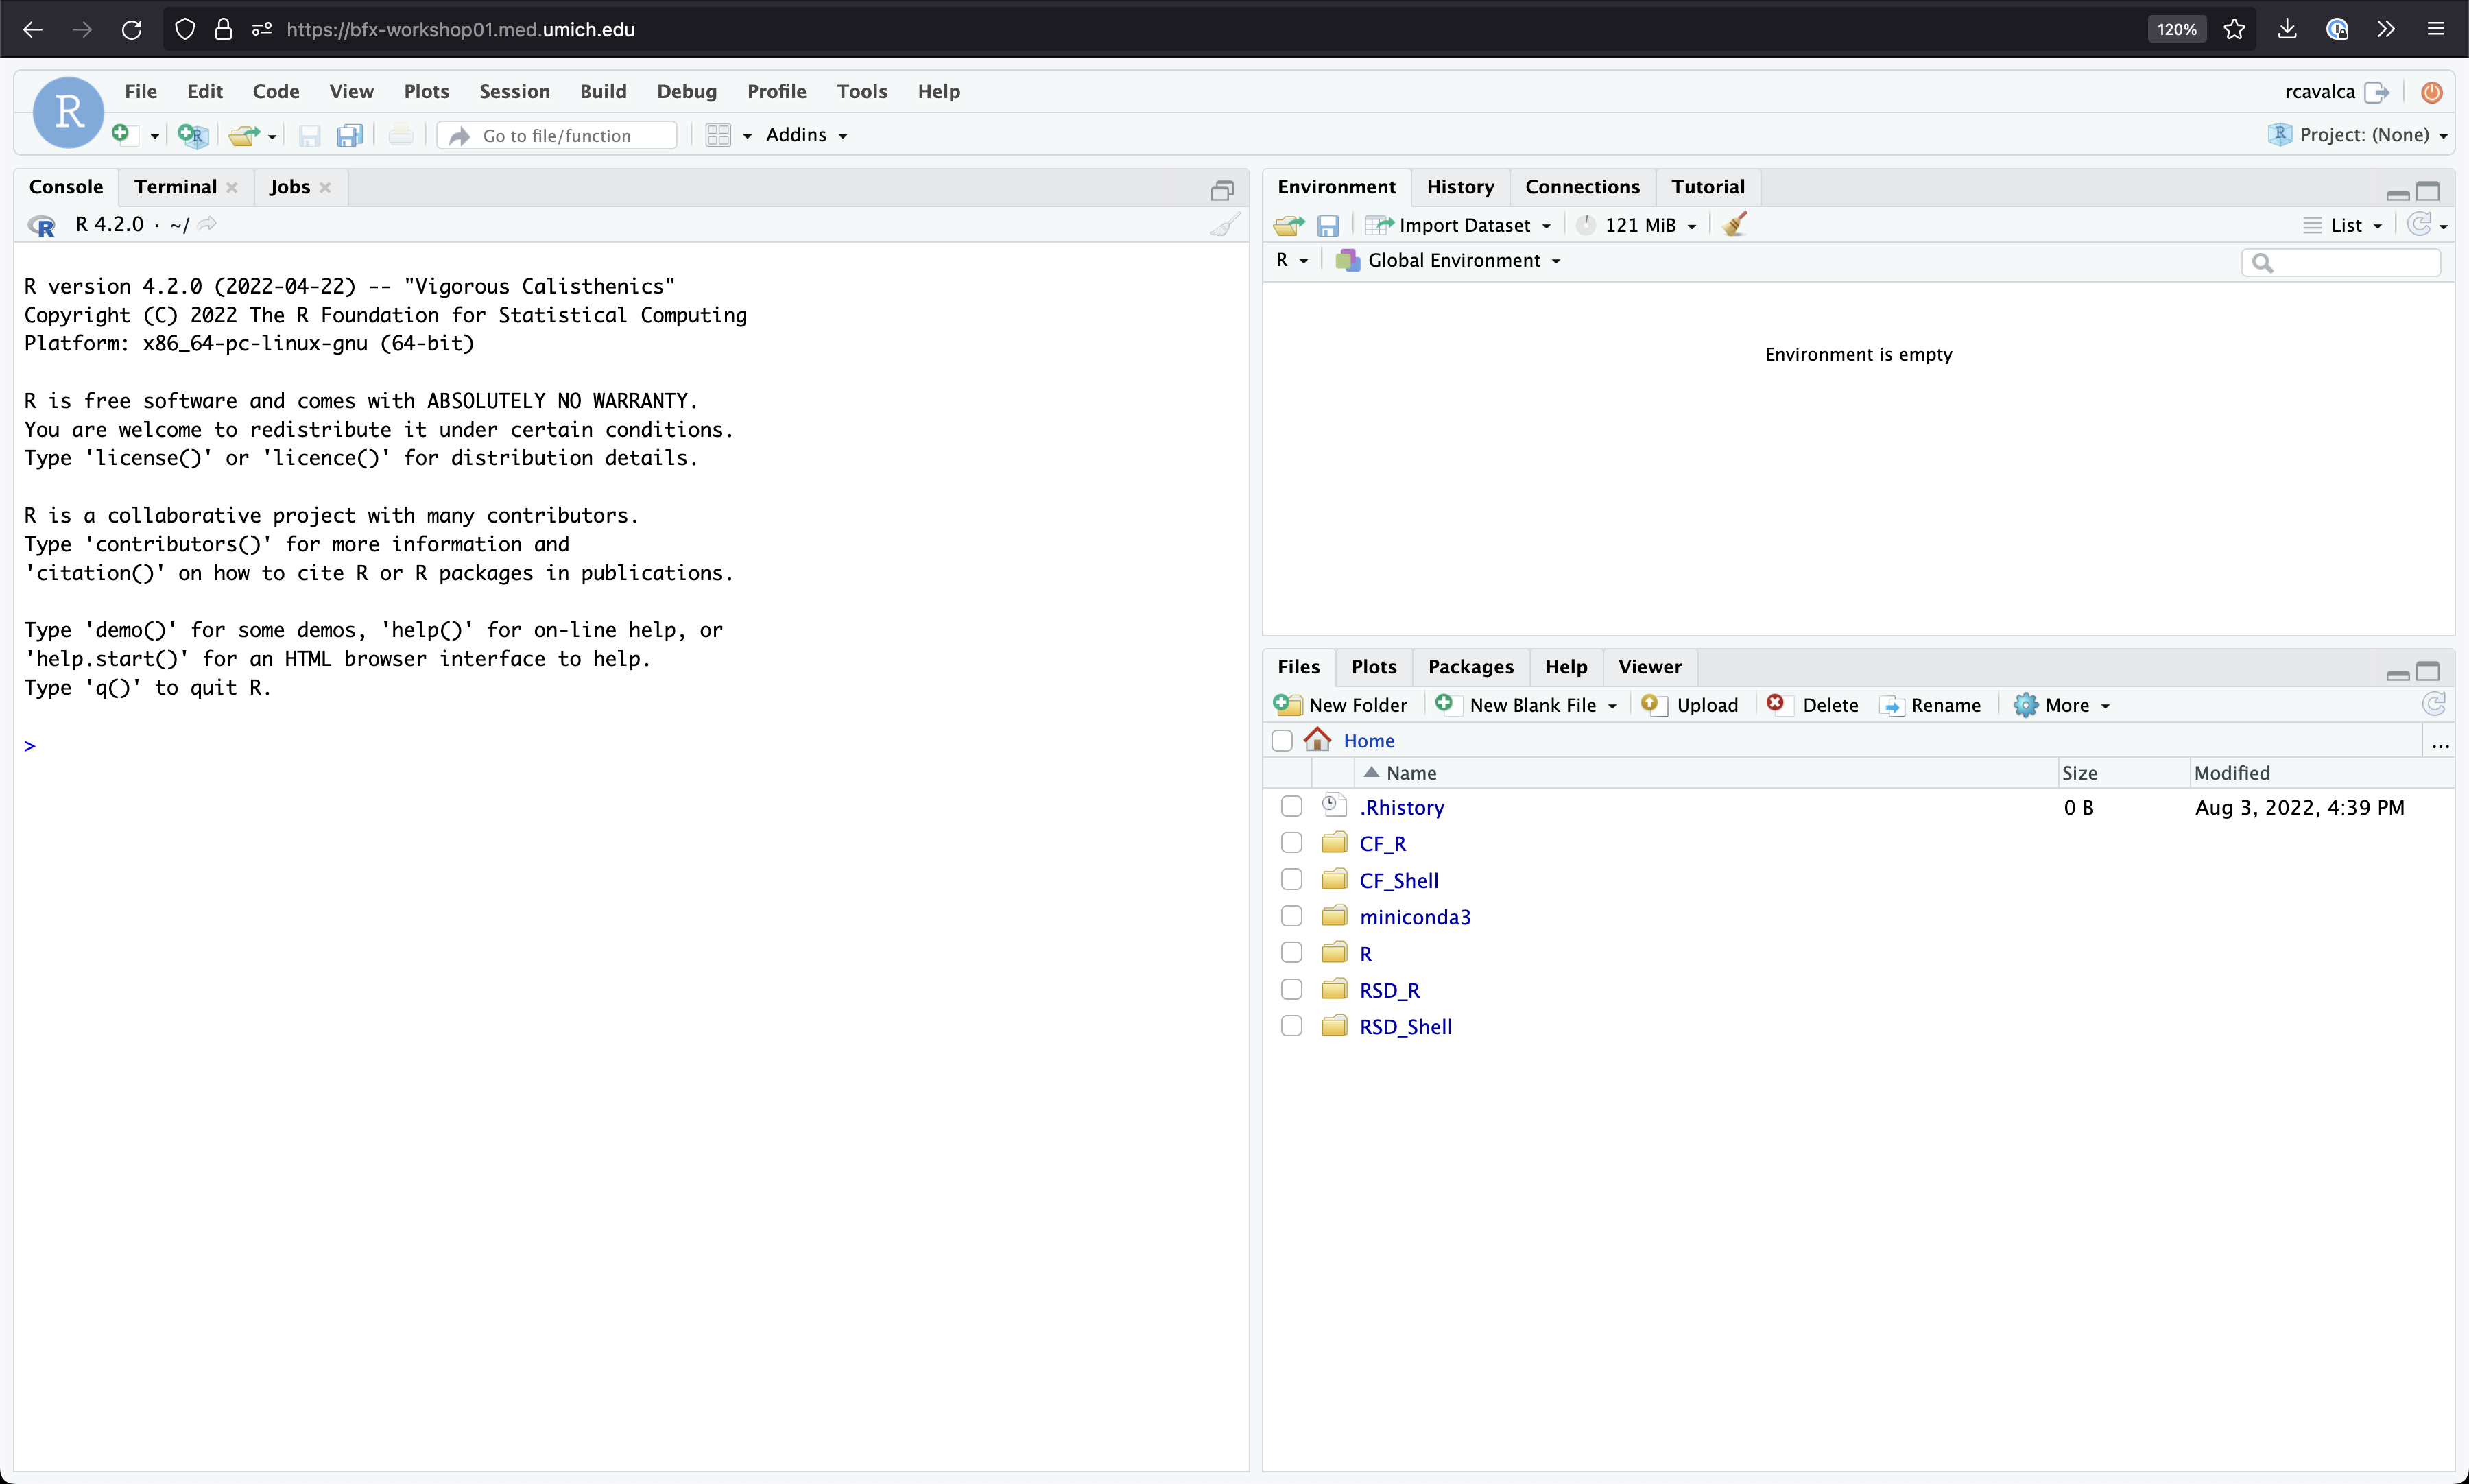 https://bfx-workshop01.med.umich.edu
120%
R
File Edit Code View Plots Session Build Debug Profile Tools Help
rcavalca
Go to file/function
Addins
Project: (None)
Console Terminal Jobs
R 4.2.0 · ~/
R version 4.2.0 (2022-04-22) -- "Vigorous Calisthenics"
Copyright (C) 2022 The R Foundation for Statistical Computing
Platform: x86_64-pc-linux-gnu (64-bit)
R is free software and comes with ABSOLUTELY NO WARRANTY.
You are welcome to redistribute it under certain conditions.
Type 'license()' or 'licence()' for distribution details.
R is a collaborative project with many contributors.
Type 'contributors()' for more information and
'citation()' on how to cite R or R packages in publications.
Type 'demo()' for some demos, 'help()' for on-line help, or
'help.start()' for an HTML browser interface to help.
Type 'q()' to quit R.
>
Environment History Connections Tutorial
Import Dataset 121 MiB List
R Global Environment
Environment is empty
Files Plots Packages Help Viewer
New Folder New Blank File Upload Delete Rename More
Home ...
Name Size Modified
.Rhistory 0 B Aug 3, 2022, 4:39 PM
CF_R
CF_Shell
miniconda3
R
RSD_R
RSD_Shell